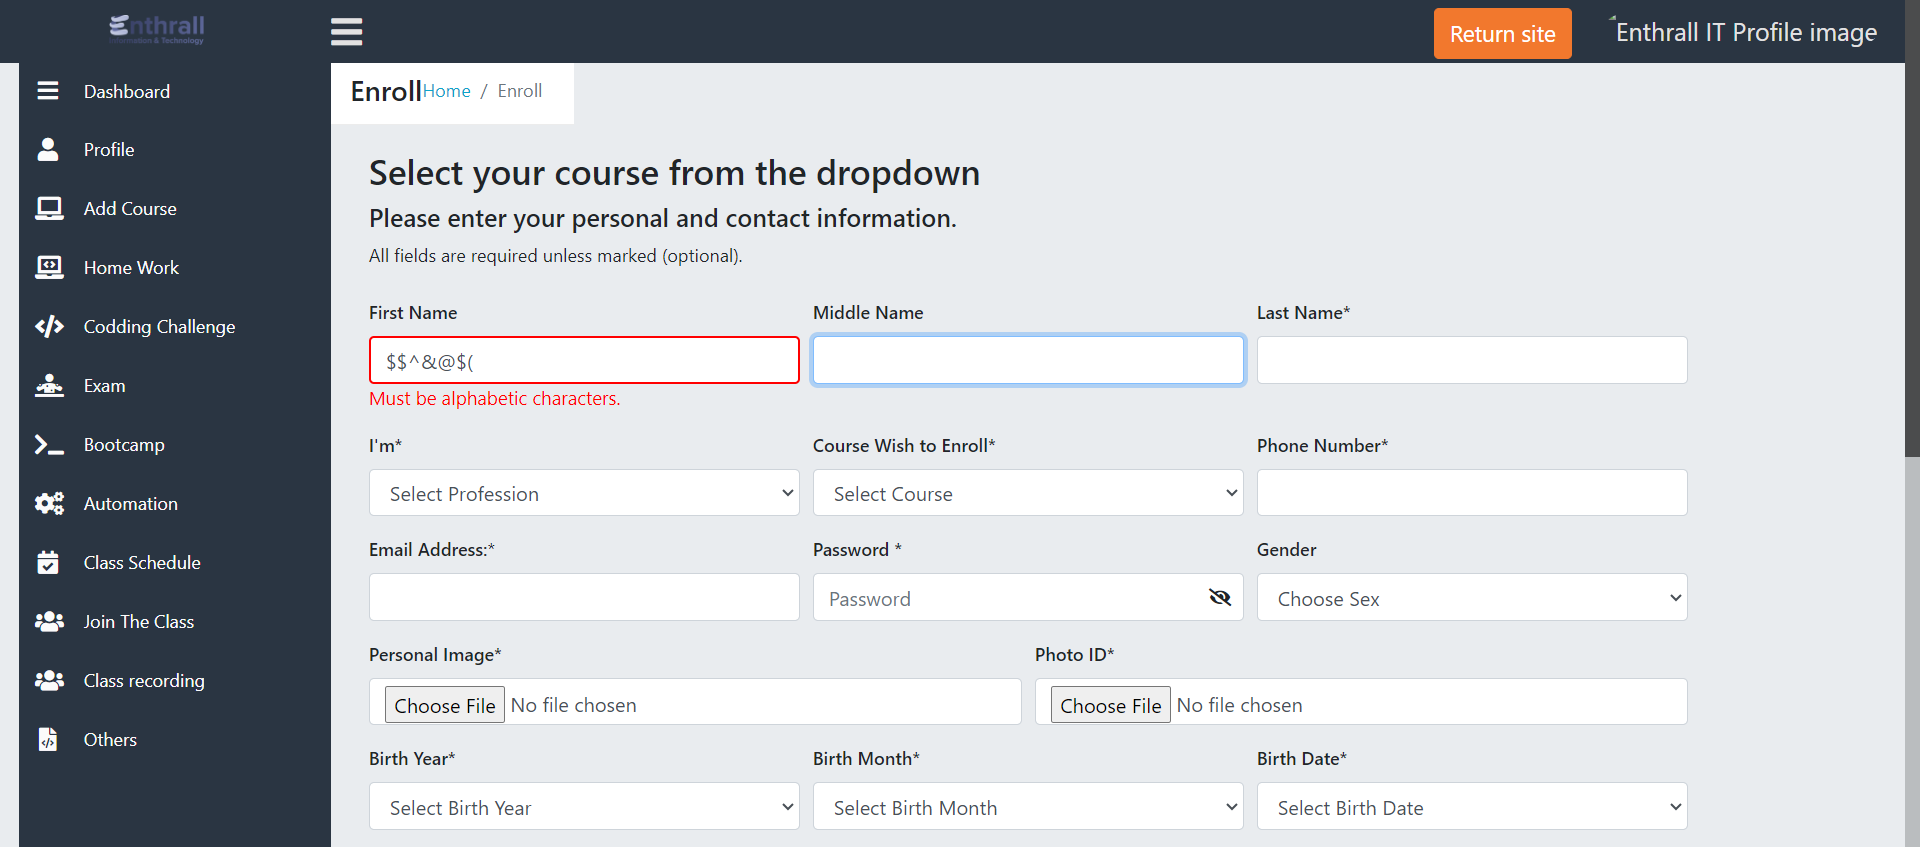 Enthrall
Information & Technology
Return site
Enthrall IT Profile image
Dashboard
Profile
Add Course
Home Work
Codding Challenge
Exam
Bootcamp
Automation
Class Schedule
Join The Class
Class recording
Others
Enroll Home / Enroll
Select your course from the dropdown
Please enter your personal and contact information.
All fields are required unless marked (optional).
First Name Middle Name Last Name*
$$^&@$(
Must be alphabetic characters.
I'm* Course Wish to Enroll* Phone Number*
Select Profession Select Course
Email Address:* Password * Gender
Password Choose Sex
Personal Image* Photo ID*
Choose File No file chosen Choose File No file chosen
Birth Year* Birth Month* Birth Date*
Select Birth Year Select Birth Month Select Birth Date